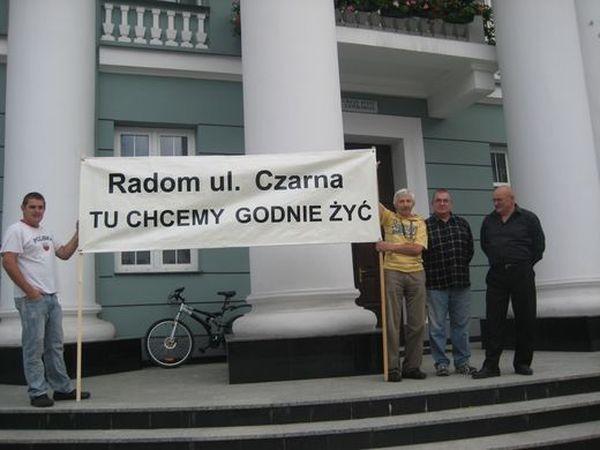 Radom ul. Czarna
TU CHCEMY GODNIE ŻYĆ